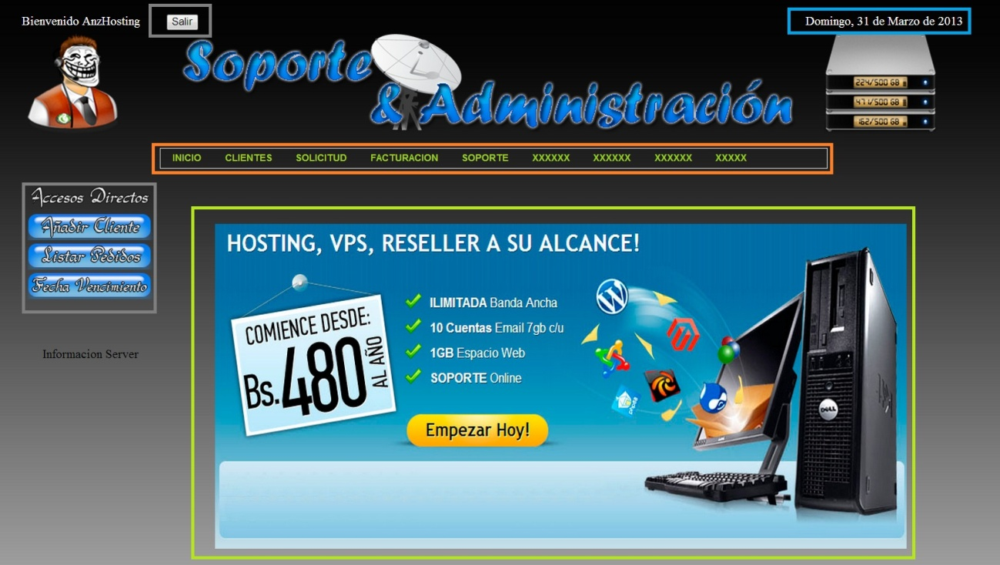 Bienvenido AnzHosting
Salir
Domingo, 31 de Marzo de 2013
Soporte
& Administración
224/500 GB
471/500 GB
162/500 GB
INICIO CLIENTES SOLICITUD FACTURACION SOPORTE XXXXXX XXXXXX XXXXXX XXXXX
Accesos Directos
Añadir Cliente
Listar Pedidos
Fecha Vencimiento
Informacion Server
HOSTING, VPS, RESELLER A SU ALCANCE!
COMIENCE DESDE:
Bs.480
AL AÑO
ILIMITADA Banda Ancha
10 Cuentas Email 7gb c/u
1GB Espacio Web
SOPORTE Online
Empezar Hoy!
DELL